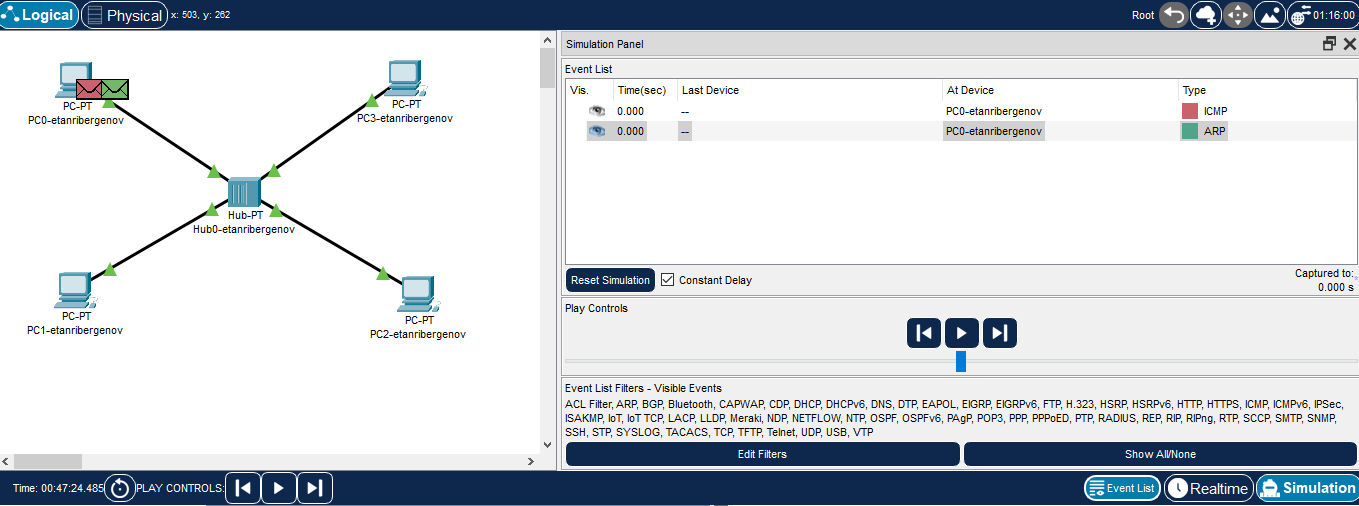 Logical Physical x: 503, y: 262 Root 01:16:00
PC-PT
PC0-etanribergenov
PC-PT
PC3-etanribergenov
Hub-PT
Hub0-etanribergenov
PC-PT
PC1-etanribergenov
PC-PT
PC2-etanribergenov
Simulation Panel
Event List
Vis. Time(sec) Last Device At Device Type
0.000 -- PC0-etanribergenov ICMP
0.000 -- PC0-etanribergenov ARP
Reset Simulation Constant Delay
Captured to:
0.000 s
Play Controls
Event List Filters - Visible Events
ACL Filter, ARP, BGP, Bluetooth, CAPWAP, CDP, DHCP, DHCPv6, DNS, DTP, EAPOL, EIGRP, EIGRPv6, FTP, H.323, HSRP, HSRPv6, HTTP, HTTPS, ICMP, ICMPv6, IPSec,
ISAKMP, IoT, IoT TCP, LACP, LLDP, Meraki, NDP, NETFLOW, NTP, OSPF, OSPFv6, PAgP, POP3, PPP, PPPoED, PTP, RADIUS, REP, RIP, RIPng, RTP, SCCP, SMTP, SNMP,
SSH, STP, SYSLOG, TACACS, TCP, TFTP, Telnet, UDP, USB, VTP
Edit Filters Show All/None
Time: 00:47:24.485 PLAY CONTROLS: Event List Realtime Simulation